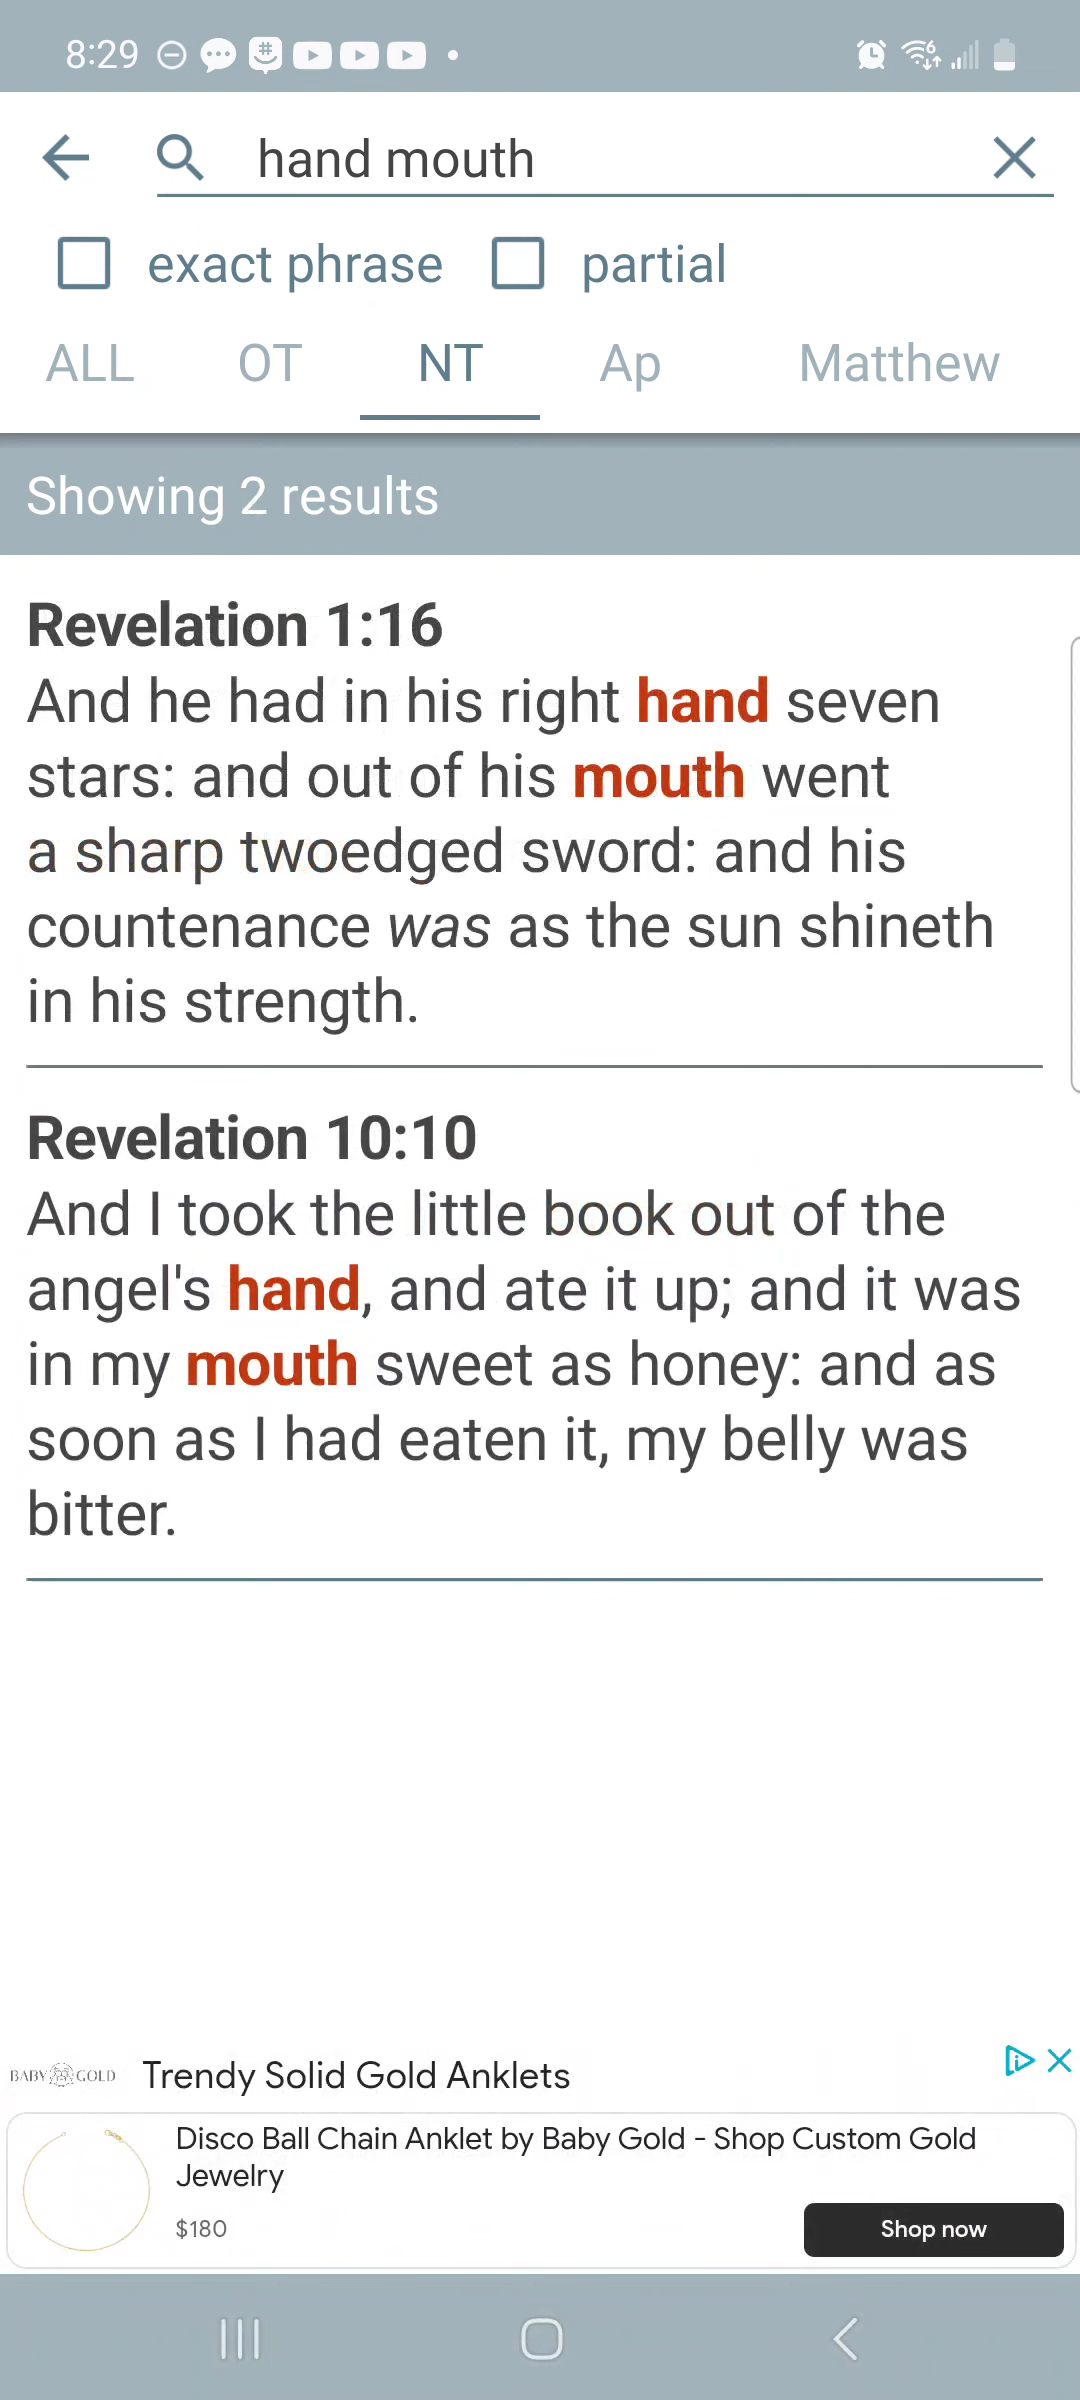 8:29
hand mouth
exact phrase partial
ALL OT NT Ap Matthew
Showing 2 results
Revelation 1:16
And he had in his right hand seven
stars: and out of his mouth went
a sharp twoedged sword: and his
countenance was as the sun shineth
in his strength.
Revelation 10:10
And I took the little book out of the
angel's hand, and ate it up; and it was
in my mouth sweet as honey: and as
soon as I had eaten it, my belly was
bitter.
BABY GOLD Trendy Solid Gold Anklets
Disco Ball Chain Anklet by Baby Gold - Shop Custom Gold
Jewelry
$180
Shop now